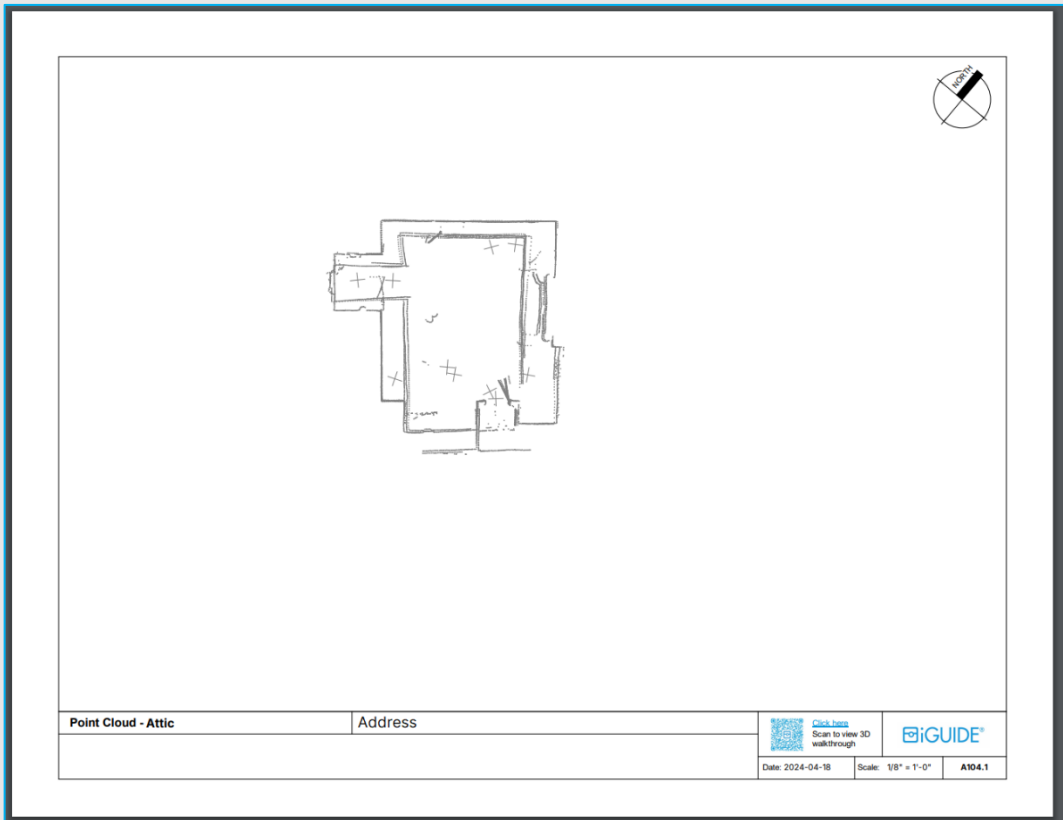 NORTH
Point Cloud - Attic
Address
Click here
Scan to view 3D
walkthrough
iGUIDE®
Date: 2024-04-18
Scale: 1/8" = 1'-0"
A104.1